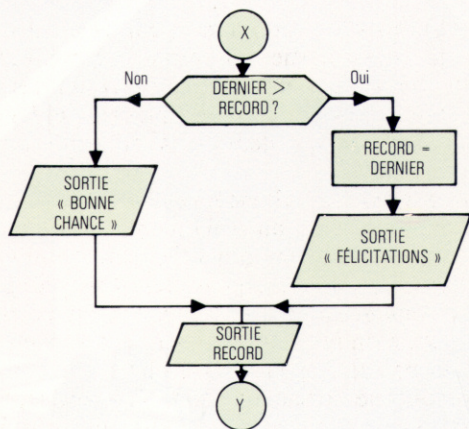 X
Non
DERNIER >
RECORD ?
Oui
RECORD =
DERNIER
SORTIE
« BONNE
CHANCE »
SORTIE
« FÉLICITATIONS »
SORTIE
RECORD
Y